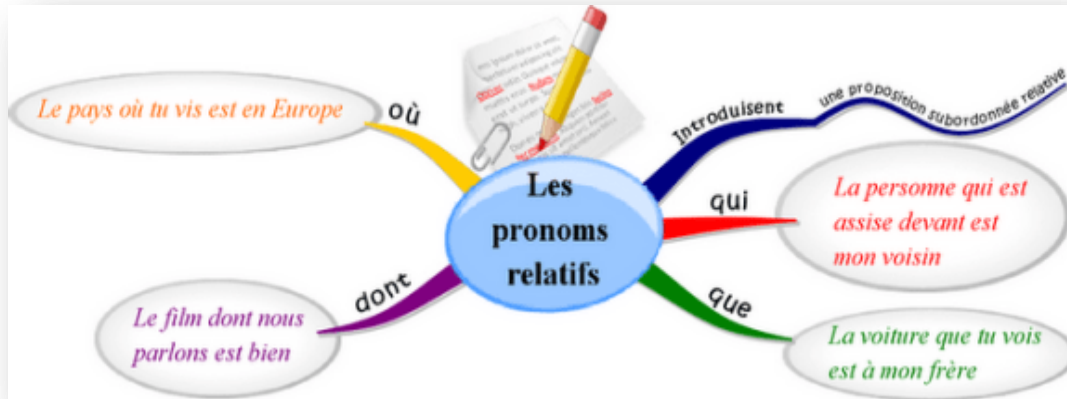 Les
pronoms
relatifs
Introduisent
une proposition subordonnée relative
qui
La personne qui est
assise devant est
mon voisin
que
La voiture que tu vois
est à mon frère
dont
Le film dont nous
parlons est bien
où
Le pays où tu vis est en Europe